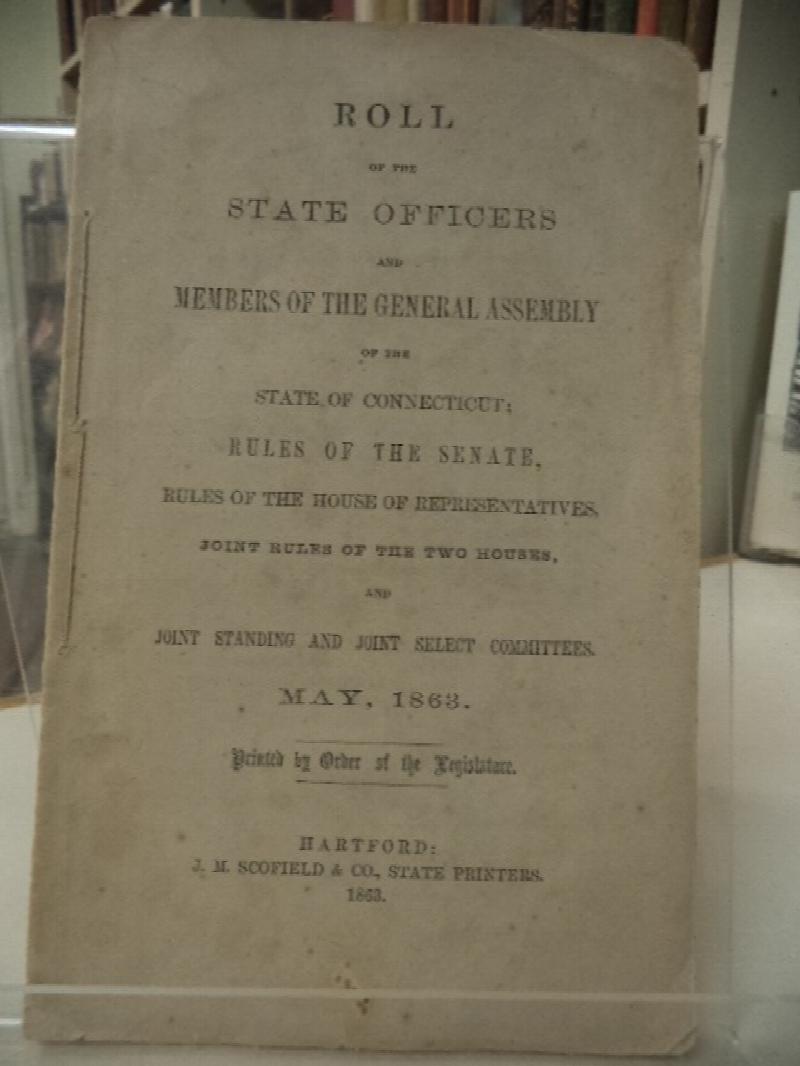 ROLL
OF THE
STATE OFFICERS
AND
MEMBERS OF THE GENERAL ASSEMBLY
OF THE
STATE OF CONNECTICUT;
RULES OF THE SENATE,
RULES OF THE HOUSE OF REPRESENTATIVES,
JOINT RULES OF THE TWO HOUSES,
AND
JOINT STANDING AND JOINT SELECT COMMITTEES.
MAY, 1863.
Printed by Order of the Legislature.
HARTFORD:
J. M. SCOFIELD & CO., STATE PRINTERS.
1863.